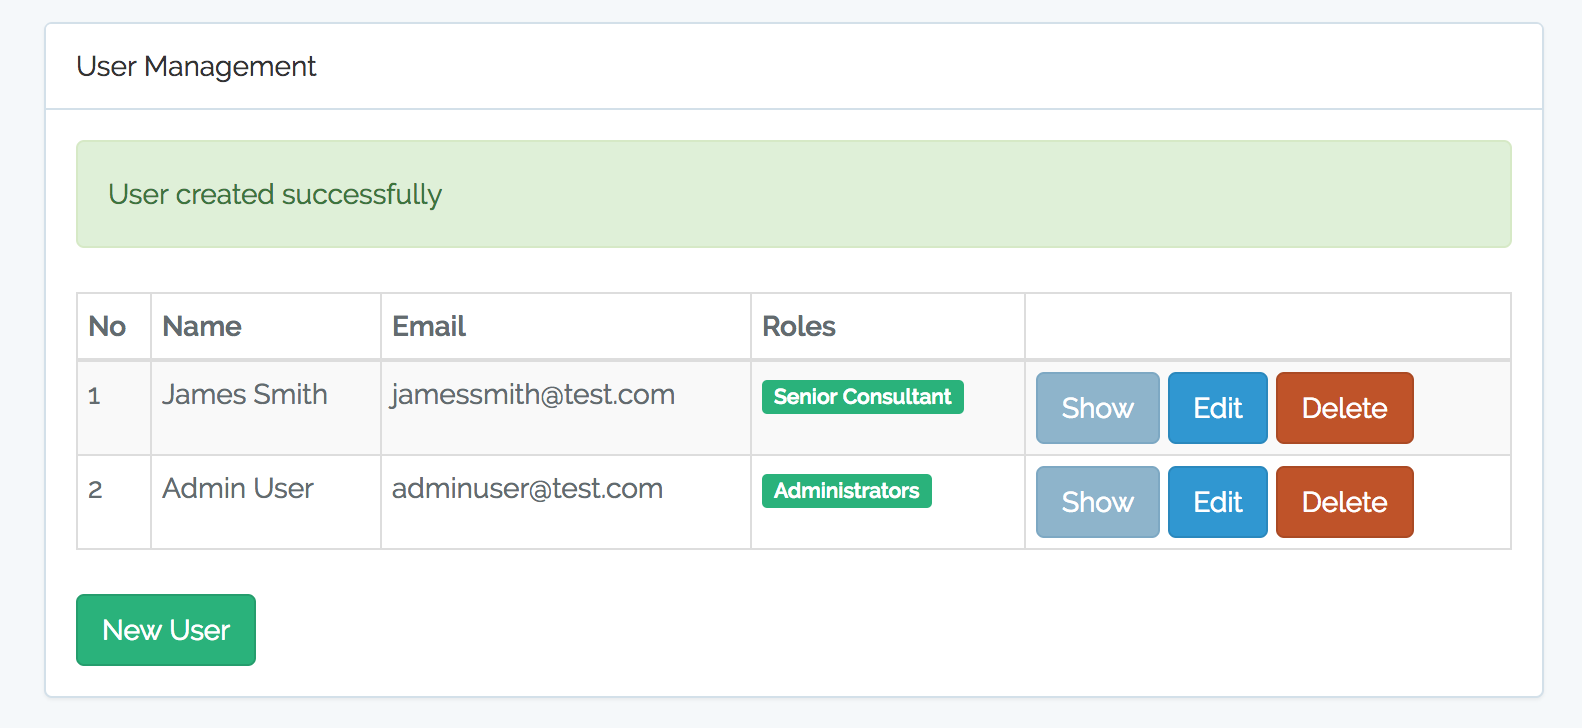 User Management
User created successfully
No Name Email Roles
1 James Smith jamessmith@test.com Senior Consultant Show Edit Delete
2 Admin User adminuser@test.com Administrators Show Edit Delete
New User